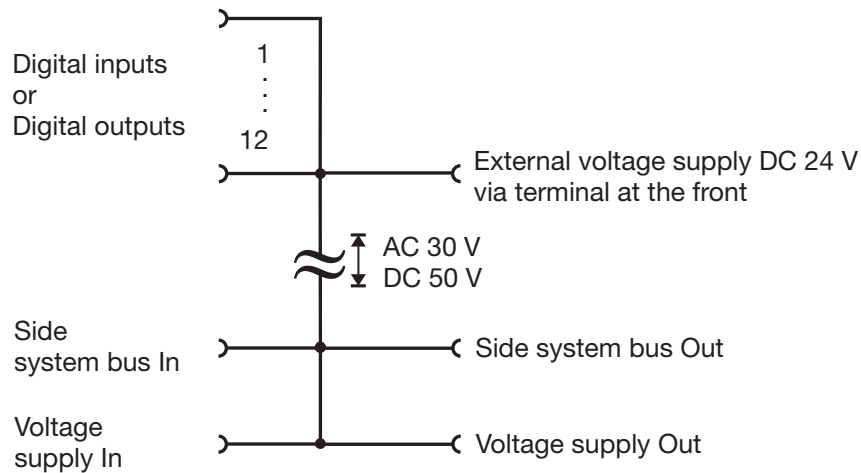 Digital inputs
or
Digital outputs
1
.
.
.
.
12
External voltage supply DC 24 V
via terminal at the front
AC 30 V
DC 50 V
Side
system bus In
Side system bus Out
Voltage
supply In
Voltage supply Out